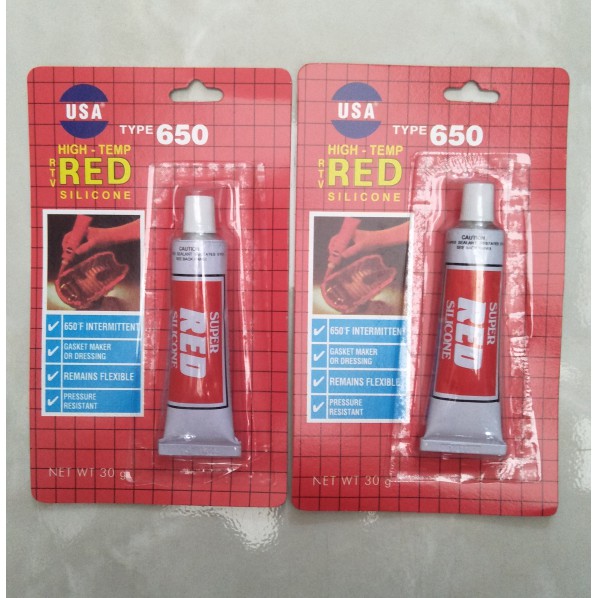 USA®
TYPE 650
HIGH - TEMP
RTV
RED
SILICONE
CAUTION
SUPER
RED
SILICONE
✓ 650°F INTERMITTENT
✓ GASKET MAKER
OR DRESSING
✓ REMAINS FLEXIBLE
✓ PRESSURE
RESISTANT
NET WT 30 g
USA®
TYPE 650
HIGH - TEMP
RTV
RED
SILICONE
CAUTION
SUPER
RED
SILICONE
✓ 650°F INTERMITTENT
✓ GASKET MAKER
OR DRESSING
✓ REMAINS FLEXIBLE
✓ PRESSURE
RESISTANT
NET WT 30 g